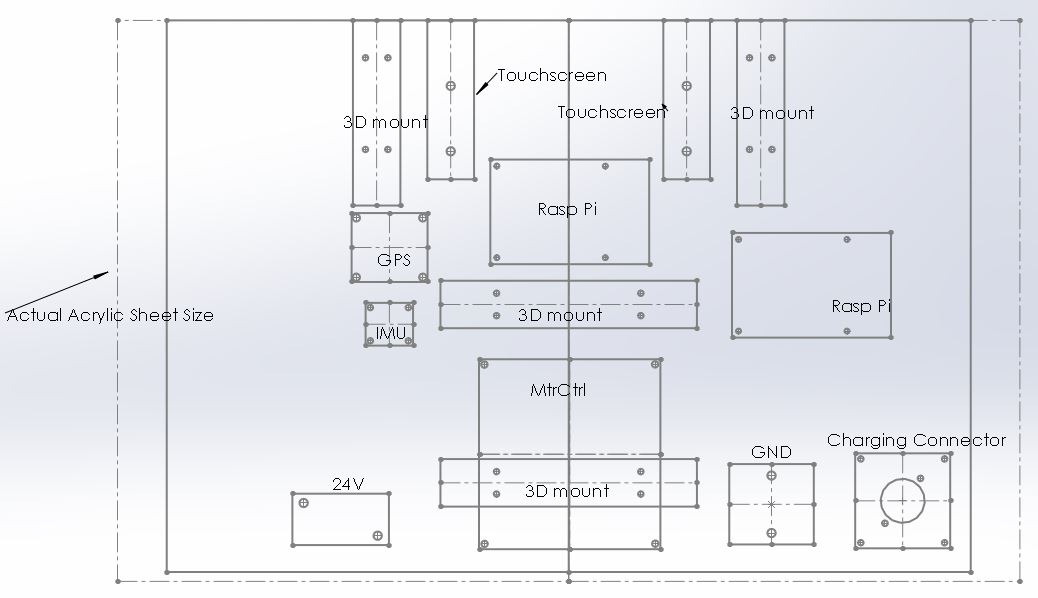 Touchscreen
Touchscreen
3D mount
3D mount
Rasp Pi
GPS
Rasp Pi
Actual Acrylic Sheet Size
3D mount
IMU
MtrCtrl
Charging Connector
GND
24V
3D mount